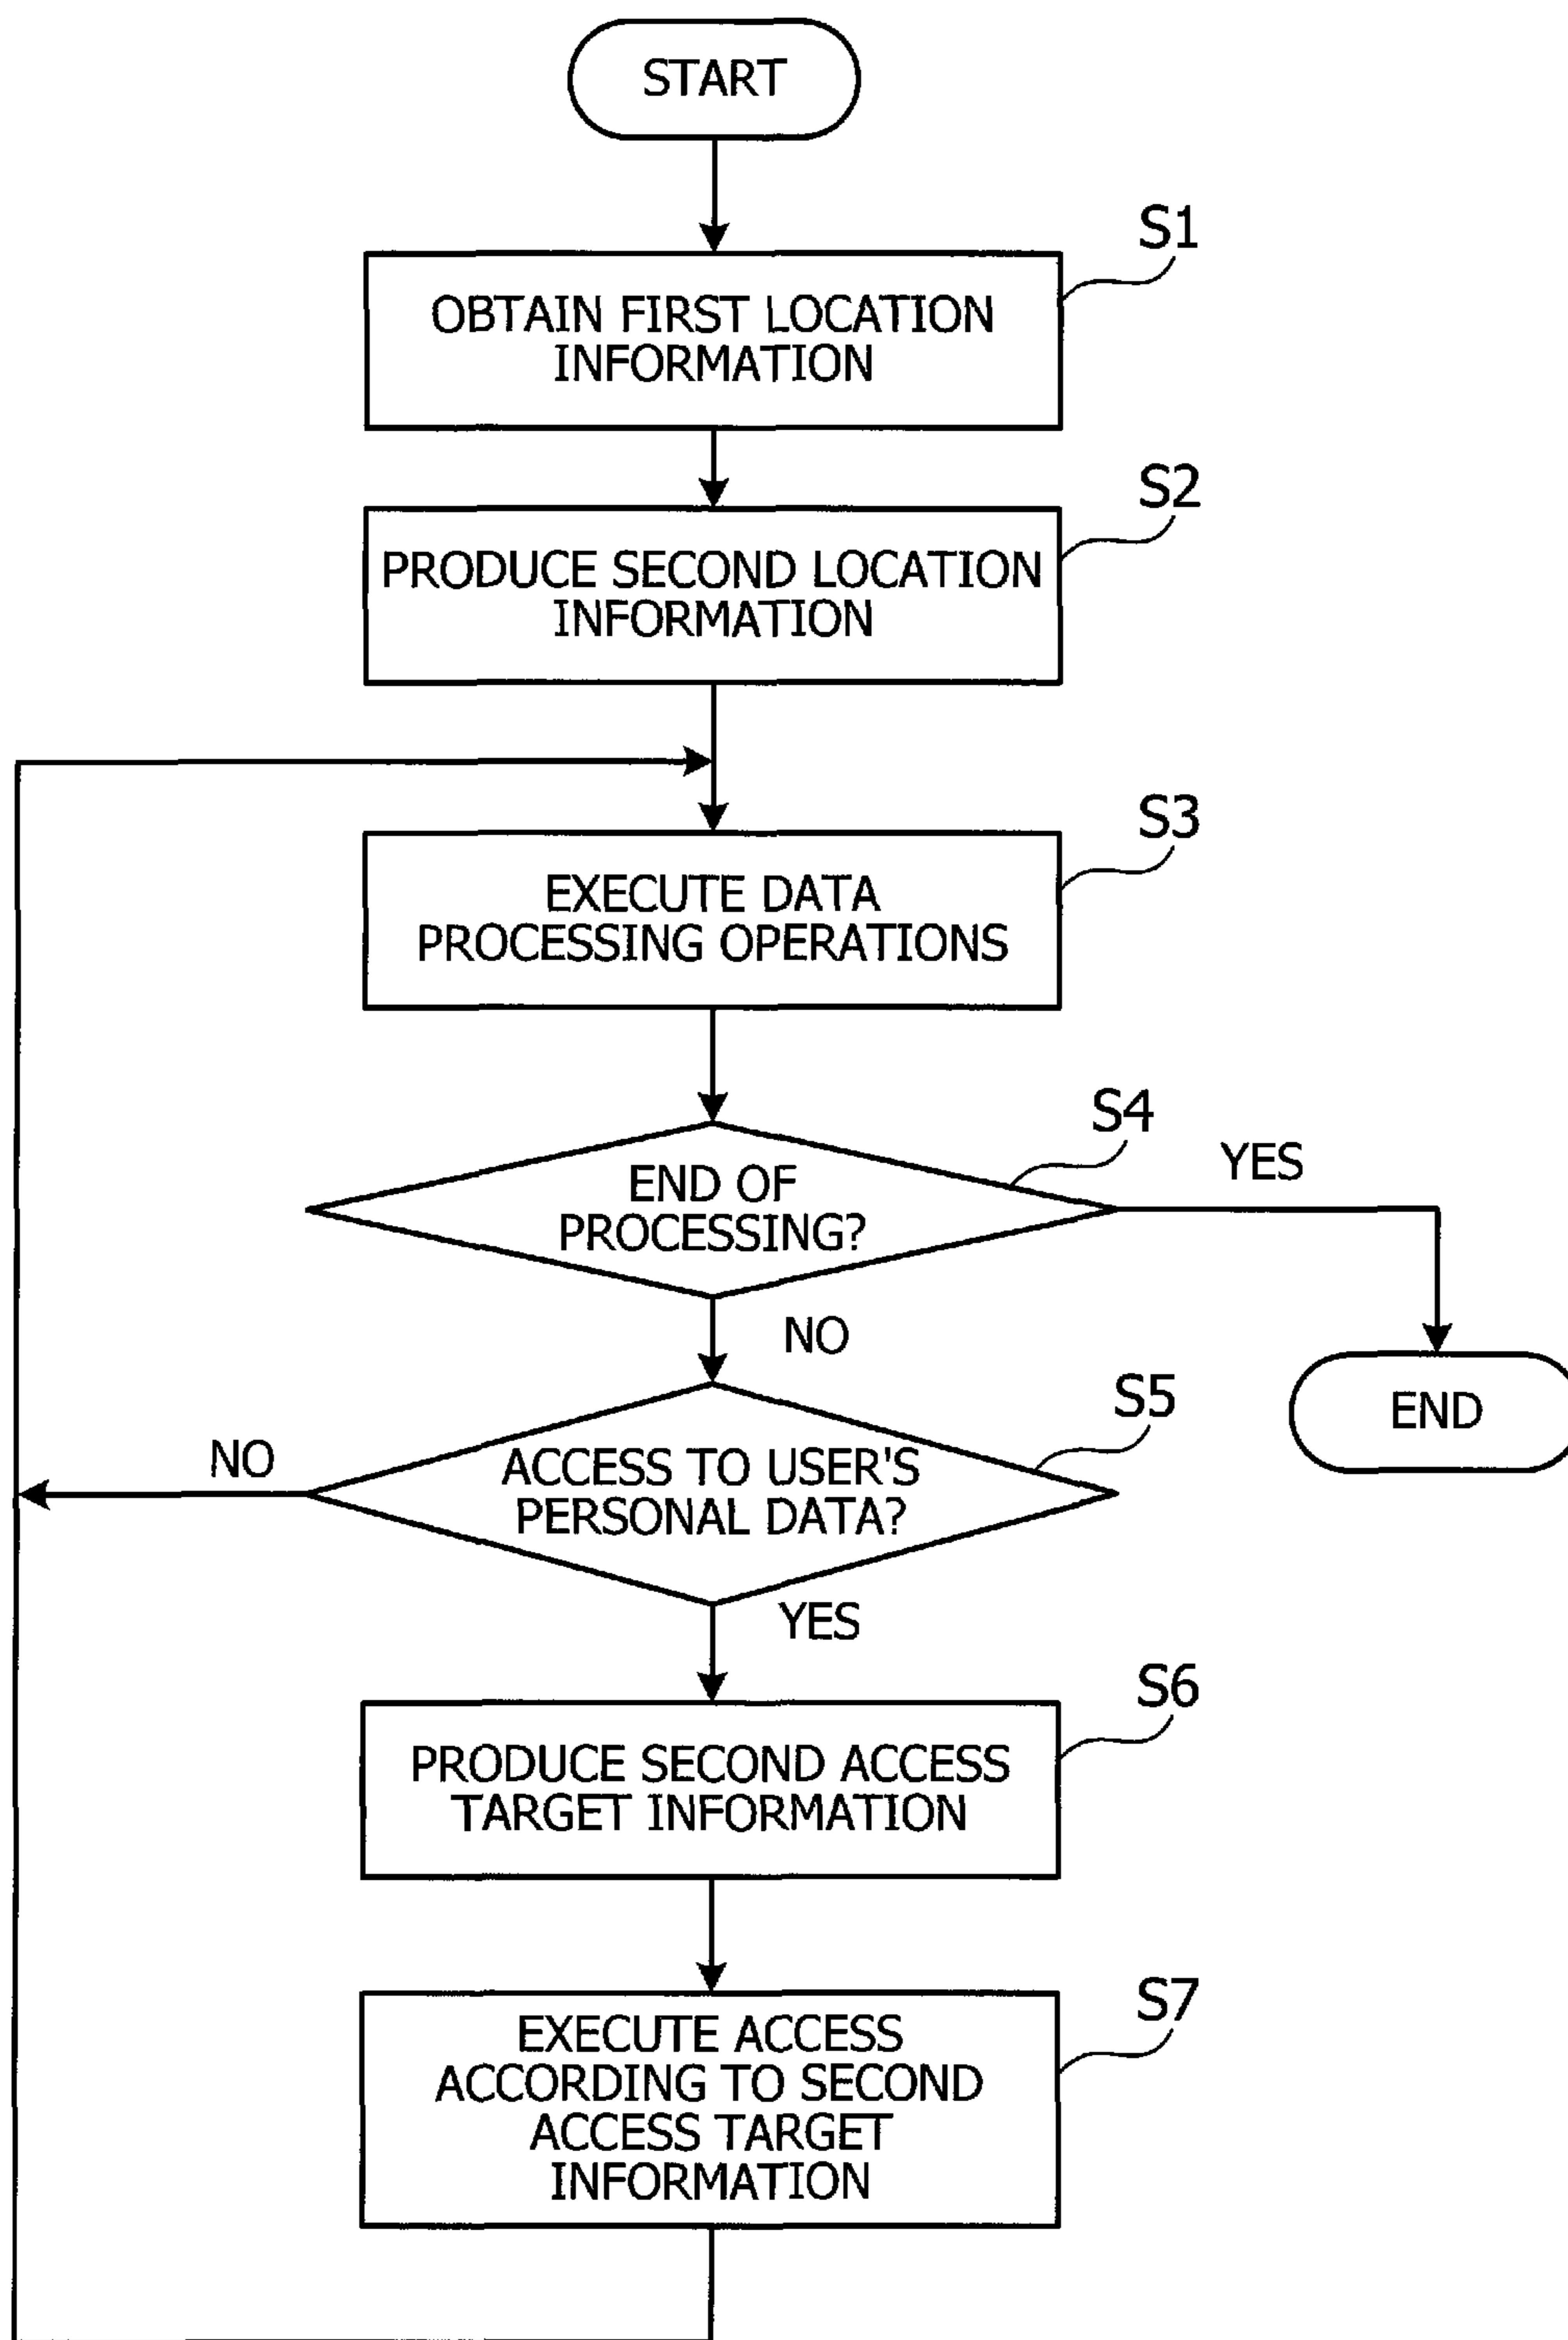 START
S1
OBTAIN FIRST LOCATION
INFORMATION
S2
PRODUCE SECOND LOCATION
INFORMATION
S3
EXECUTE DATA
PROCESSING OPERATIONS
S4
YES
END OF
PROCESSING?
NO
END
S5
NO
ACCESS TO USER'S
PERSONAL DATA?
YES
S6
PRODUCE SECOND ACCESS
TARGET INFORMATION
S7
EXECUTE ACCESS
ACCORDING TO SECOND
ACCESS TARGET
INFORMATION